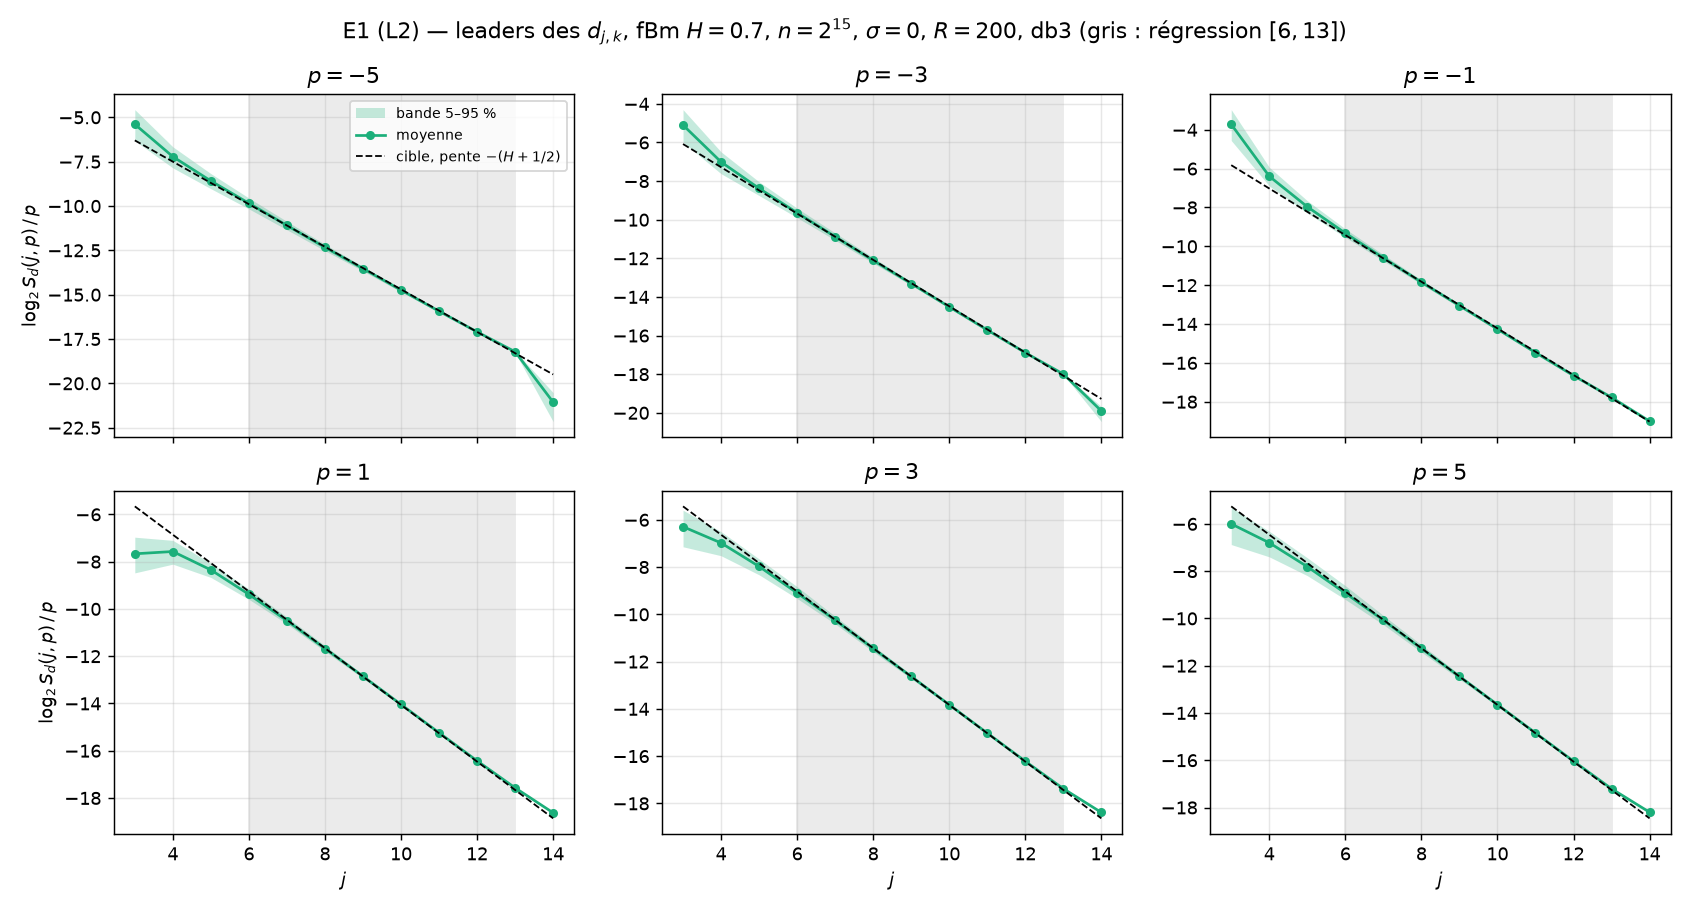 E1 (L2) — leaders des $d_{j,k}$, fBm $H = 0.7$, $n = 2^{15}$, $\sigma = 0$, $R = 200$, db3 (gris : régression $[6, 13]$)
p = −5
p = −3
p = −1
log₂ S_d(j, p) / p
−5.0
−7.5
−10.0
−12.5
−15.0
−17.5
−20.0
−22.5
bande 5–95 %
moyenne
cible, pente −(H + 1/2)
−4
−6
−8
−10
−12
−14
−16
−18
−20
−4
−6
−8
−10
−12
−14
−16
−18
p = 1
p = 3
p = 5
log₂ S_d(j, p) / p
−6
−8
−10
−12
−14
−16
−18
4 6 8 10 12 14
j
−6
−8
−10
−12
−14
−16
−18
4 6 8 10 12 14
j
−6
−8
−10
−12
−14
−16
−18
4 6 8 10 12 14
j